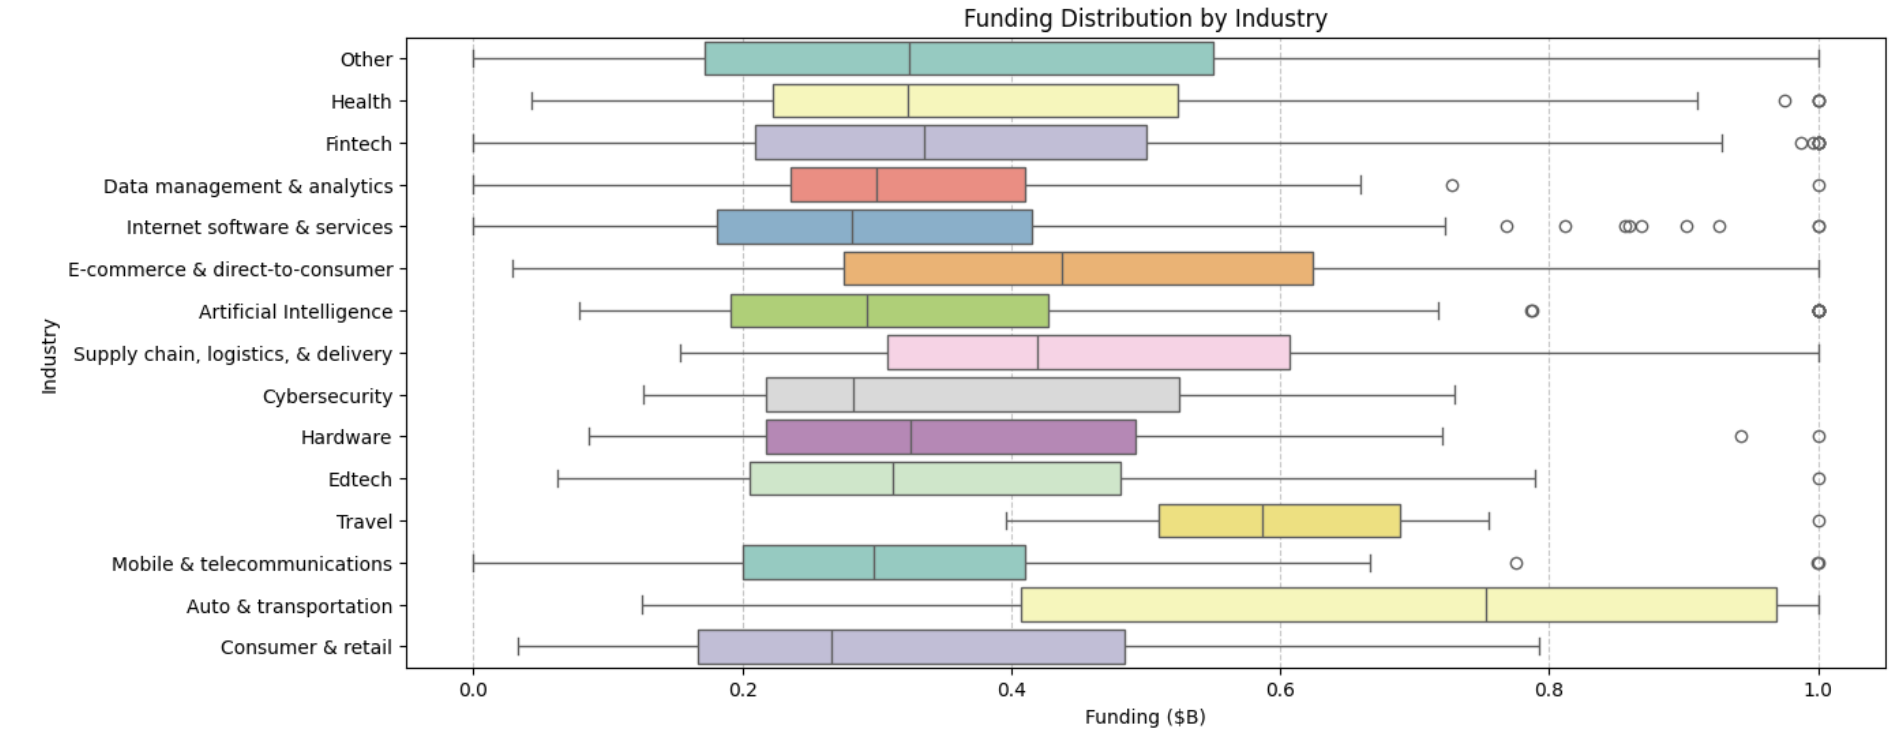 Funding Distribution by Industry
Other
Health
Fintech
Data management & analytics
Internet software & services
E-commerce & direct-to-consumer
Artificial Intelligence
Supply chain, logistics, & delivery
Cybersecurity
Hardware
Edtech
Travel
Mobile & telecommunications
Auto & transportation
Consumer & retail
Industry
0.0 0.2 0.4 0.6 0.8 1.0
Funding ($B)